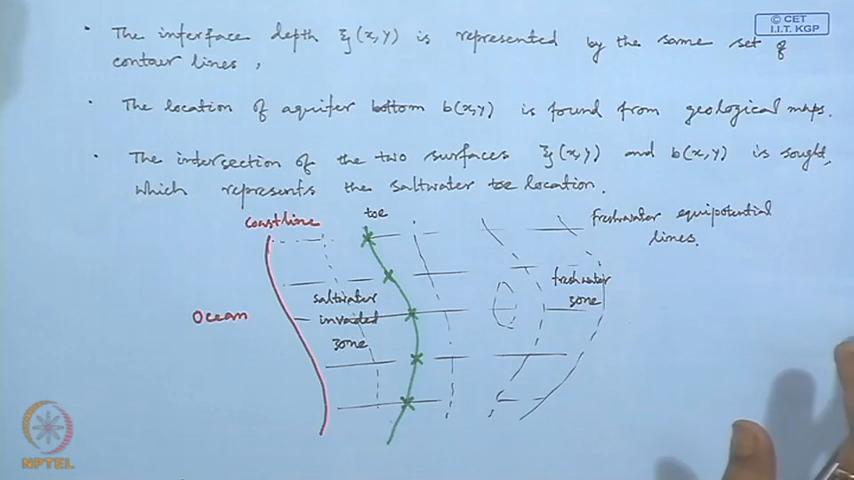 © CET
I.I.T. KGP
· The interface depth ξ(x,y) is represented by the same set of
contour lines,
· The location of aquifer bottom b(x,y) is found from geological maps.
· The intersection of the two surfaces ξ(x,y) and b(x,y) is sought,
which represents the saltwater toe location.
coastline
toe
freshwater equipotential
lines.
saltwater
invaded
zone
freshwater
zone
Ocean
NPTEL